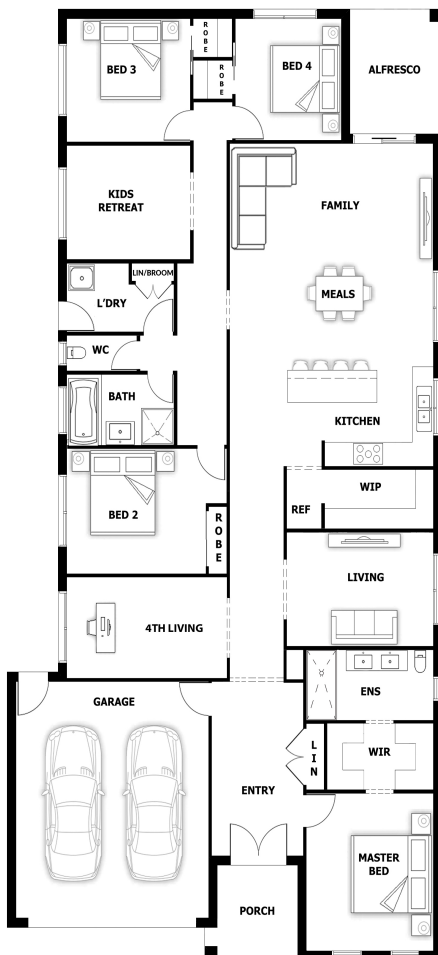 ROBE
BED 3
BED 4
ROBE
ALFRESCO
KIDS
RETREAT
FAMILY
LIN/BROOM
L'DRY
MEALS
WC
BATH
KITCHEN
WIP
REF
BED 2
ROBE
LIVING
4TH LIVING
ENS
GARAGE
LIN
WIR
ENTRY
MASTER
BED
PORCH